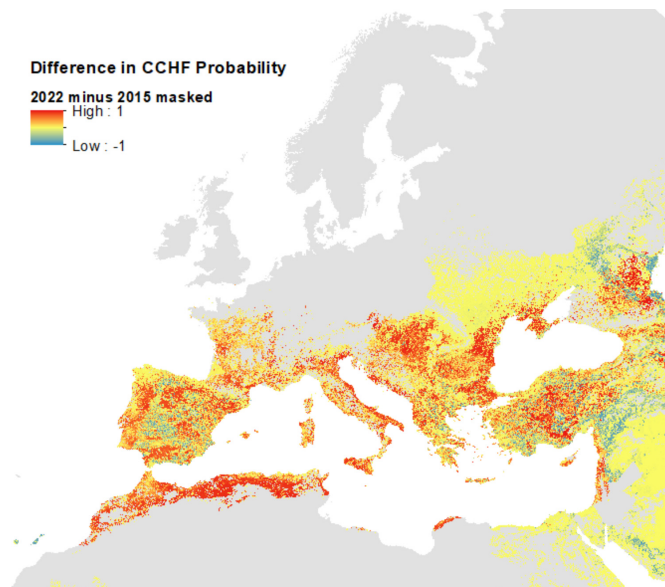 Difference in CCHF Probability
2022 minus 2015 masked
High : 1
Low : -1